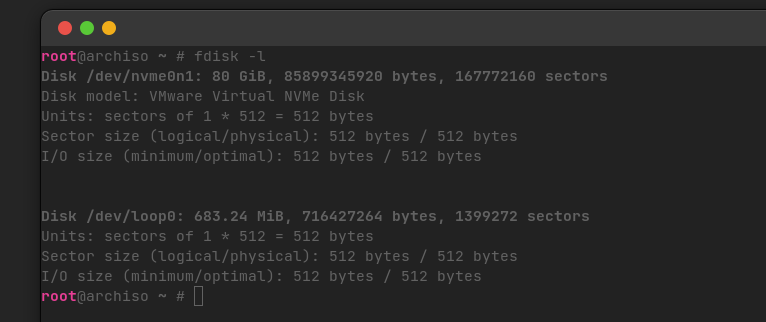 root@archiso ~ # fdisk -l
Disk /dev/nvme0n1: 80 GiB, 85899345920 bytes, 167772160 sectors
Disk model: VMware Virtual NVMe Disk
Units: sectors of 1 * 512 = 512 bytes
Sector size (logical/physical): 512 bytes / 512 bytes
I/O size (minimum/optimal): 512 bytes / 512 bytes
Disk /dev/loop0: 683.24 MiB, 716427264 bytes, 1399272 sectors
Units: sectors of 1 * 512 = 512 bytes
Sector size (logical/physical): 512 bytes / 512 bytes
I/O size (minimum/optimal): 512 bytes / 512 bytes
root@archiso ~ #